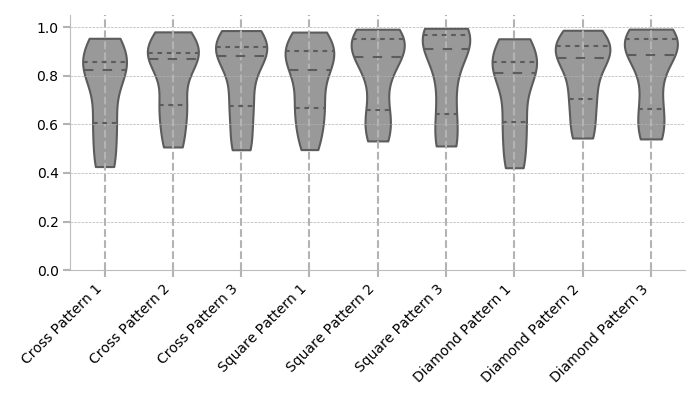 1.0
0.8
0.6
0.4
0.2
0.0
Cross Pattern 1
Cross Pattern 2
Cross Pattern 3
Square Pattern 1
Square Pattern 2
Square Pattern 3
Diamond Pattern 1
Diamond Pattern 2
Diamond Pattern 3